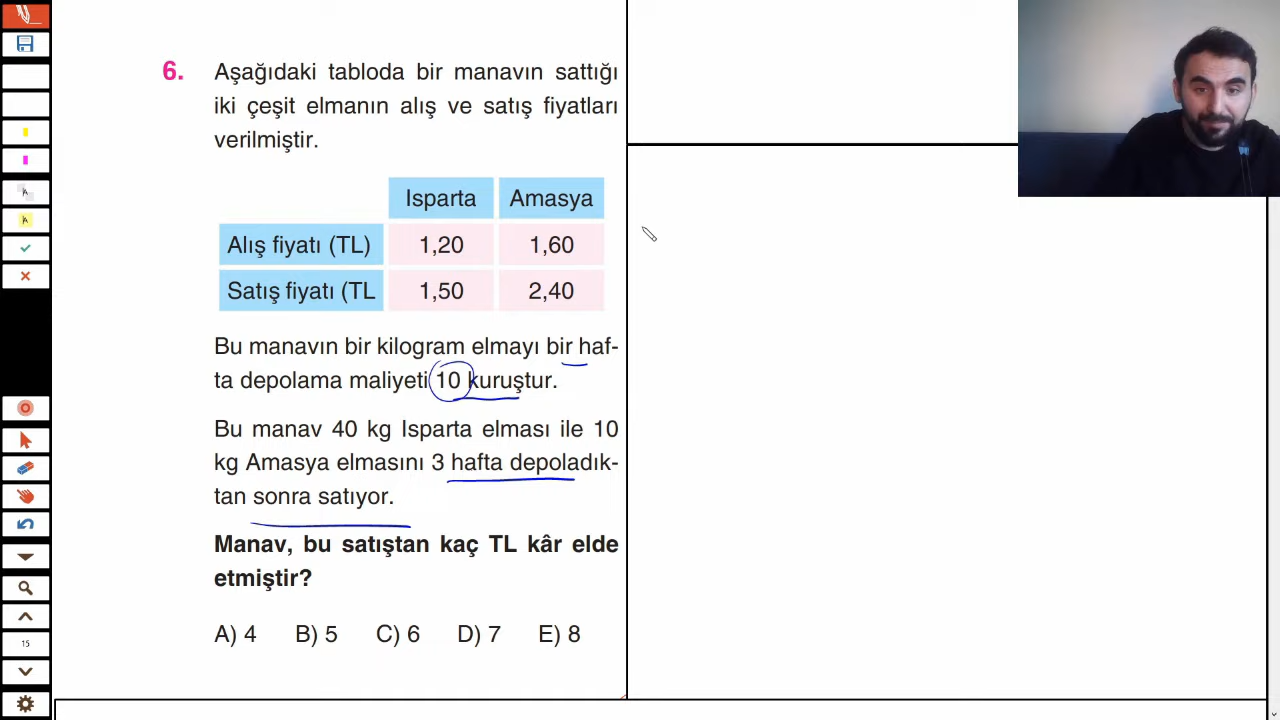 6. Aşağıdaki tabloda bir manavın sattığı
iki çeşit elmanın alış ve satış fiyatları
verilmiştir.
Isparta Amasya
Alış fiyatı (TL) 1,20 1,60
Satış fiyatı (TL 1,50 2,40
Bu manavın bir kilogram elmayı bir haf-
ta depolama maliyeti 10 kuruştur.
Bu manav 40 kg Isparta elması ile 10
kg Amasya elmasını 3 hafta depoladık-
tan sonra satıyor.
Manav, bu satıştan kaç TL kâr elde
etmiştir?
A) 4 B) 5 C) 6 D) 7 E) 8
15